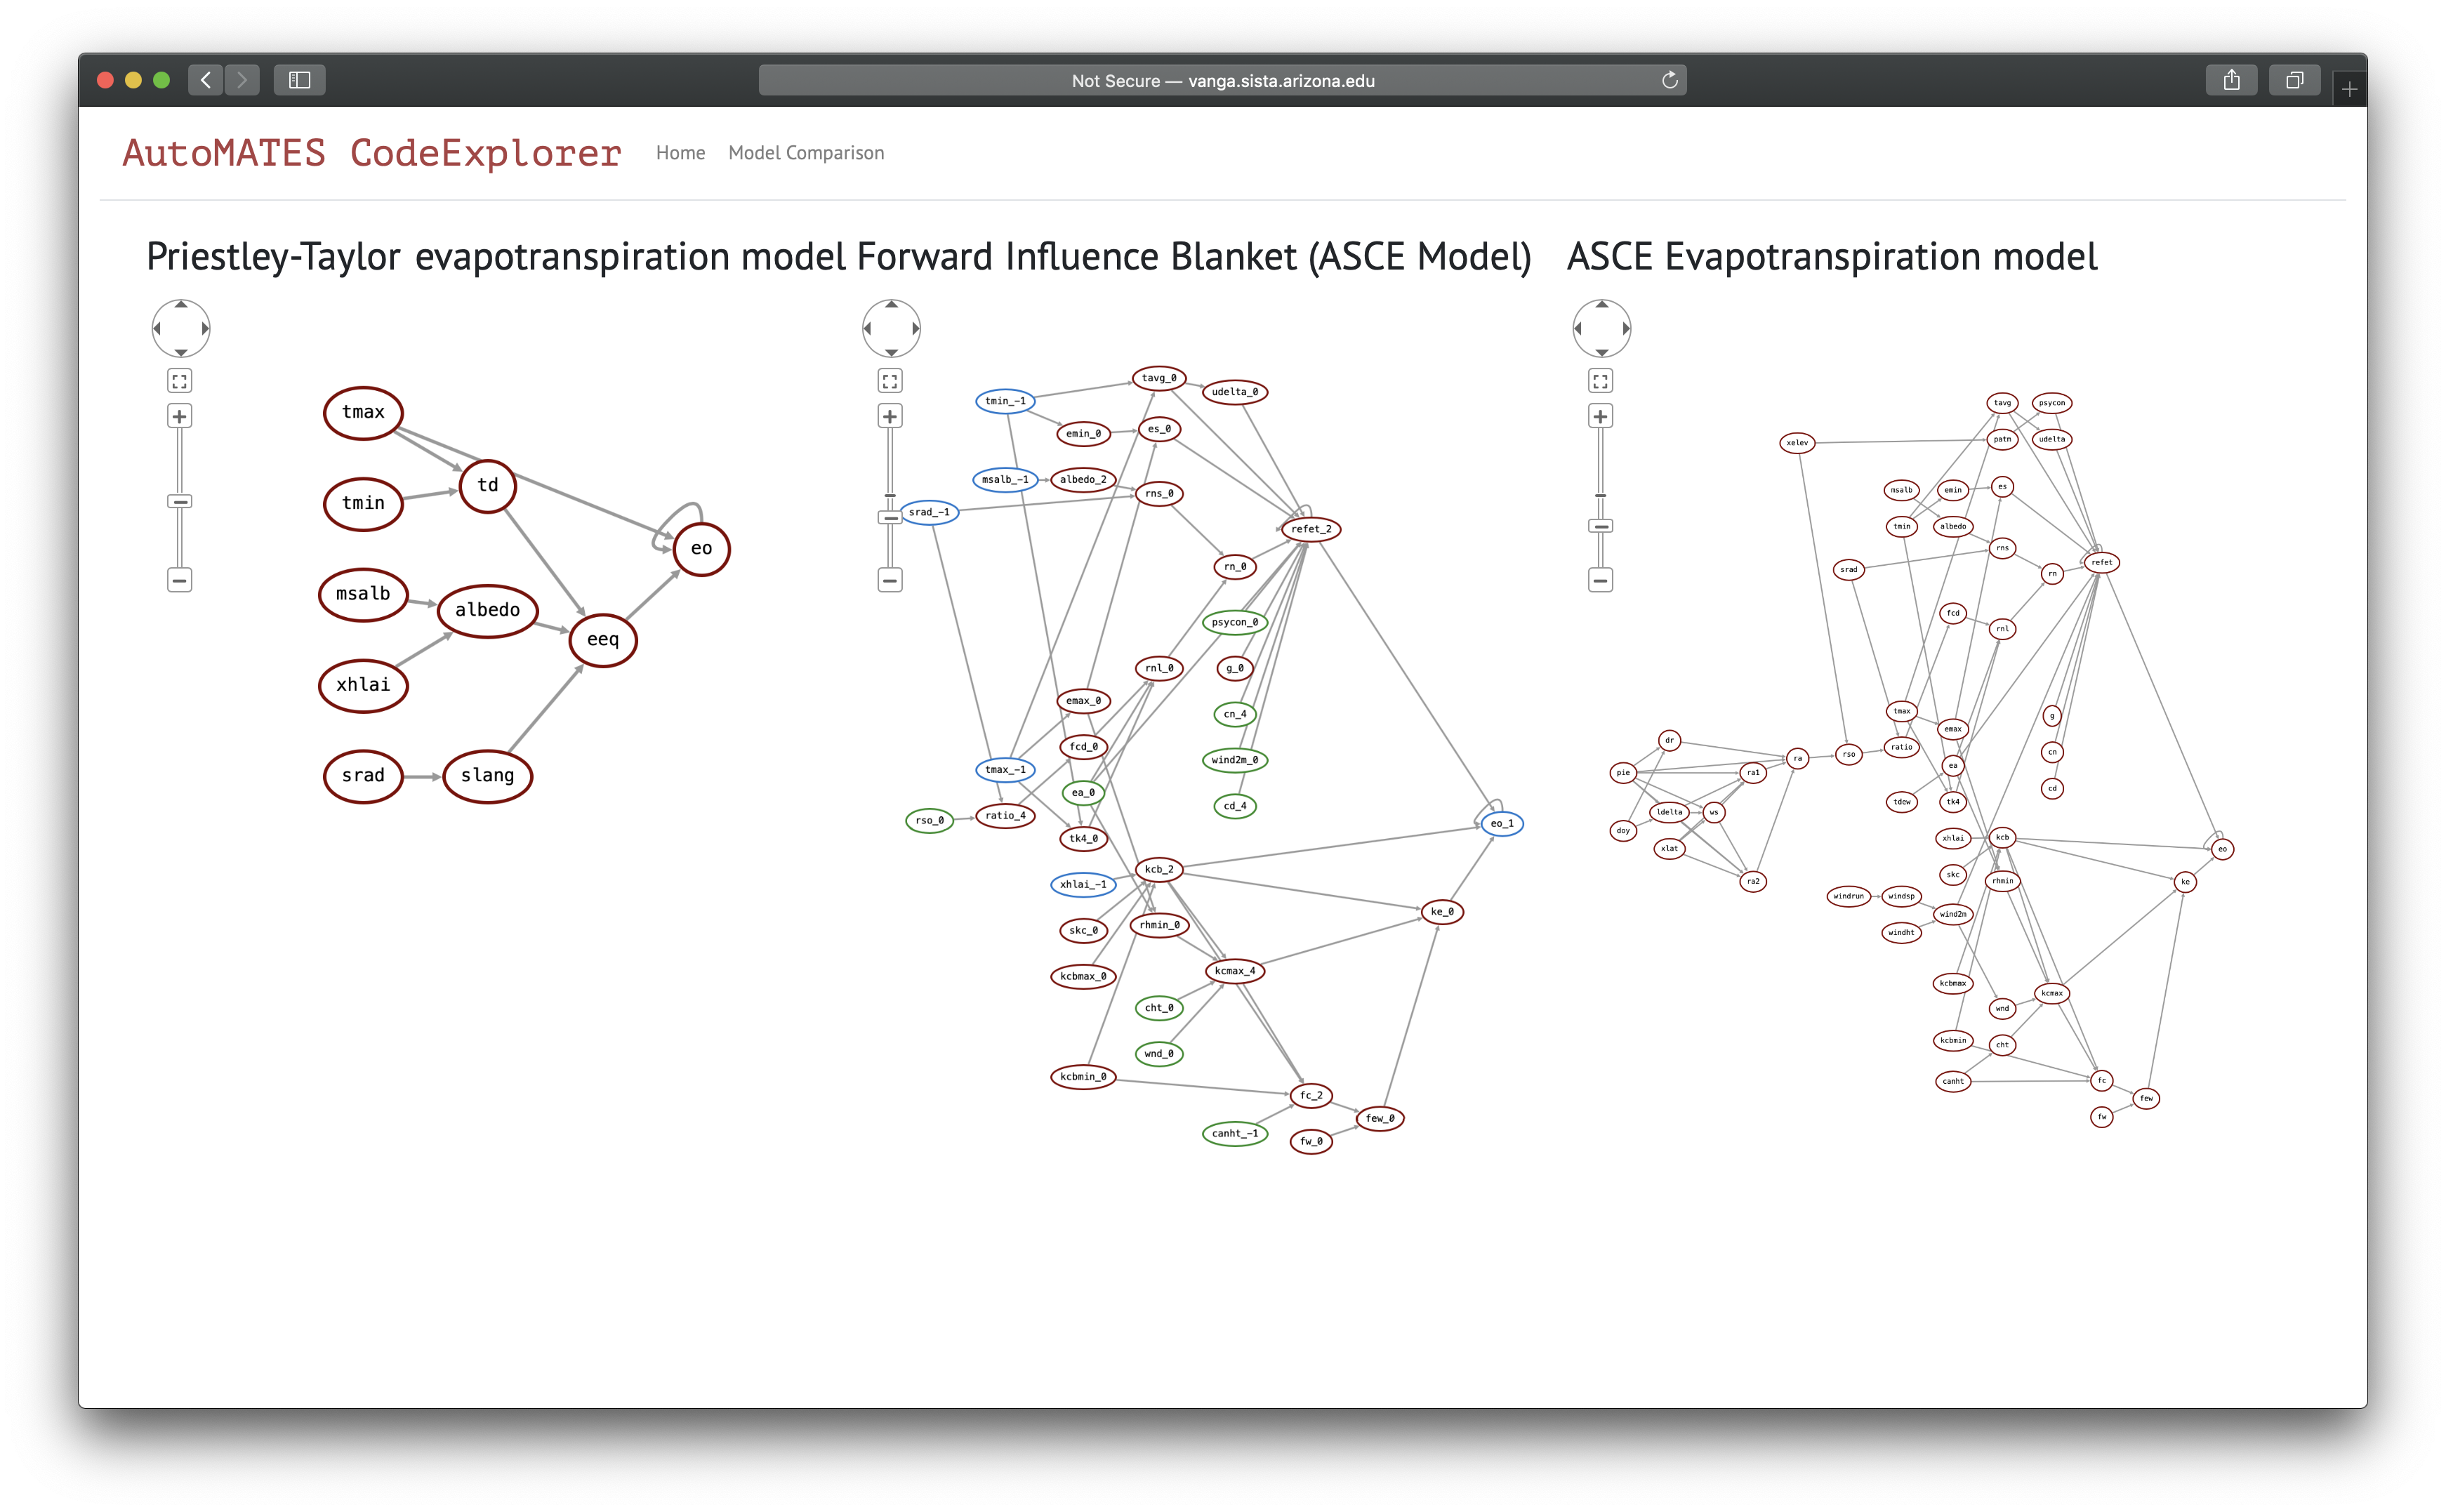 Not Secure — vanga.sista.arizona.edu
AutoMATES CodeExplorer
Home
Model Comparison
Priestley-Taylor evapotranspiration model
Forward Influence Blanket (ASCE Model)
ASCE Evapotranspiration model
tmax
td
tmin
eo
msalb
albedo
eeq
xhlai
srad
slang
tavg_0
udelta_0
tmin_−1
emin_0
es_0
msalb_−1
albedo_2
rns_0
srad_−1
refet_2
rn_0
psycon_0
rnl_0
g_0
emax_0
cn_4
fcd_0
wind2m_0
tmax_−1
ea_0
cd_4
rso_0
ratio_4
tk4_0
eo_1
kcb_2
xhlai_−1
ke_0
skc_0
rhmin_0
kcbmax_0
kcmax_4
cht_0
wnd_0
kcbmin_0
fc_2
few_0
canht_−1
fw_0
tavg
psycon
xelev
patm
udelta
msalb
emin
es
tmin
albedo
rns
refet
srad
rn
fcd
rnl
tmax
g
emax
dr
ratio
cn
rso
ra
ea
pie
ra1
cd
tdew
tk4
ldelta
ws
doy
xhlai
kcb
eo
xlat
skc
ra2
rhmin
ke
windrun
windsp
wind2m
windht
kcbmax
kcmax
wnd
kcbmin
cht
canht
fc
few
fw